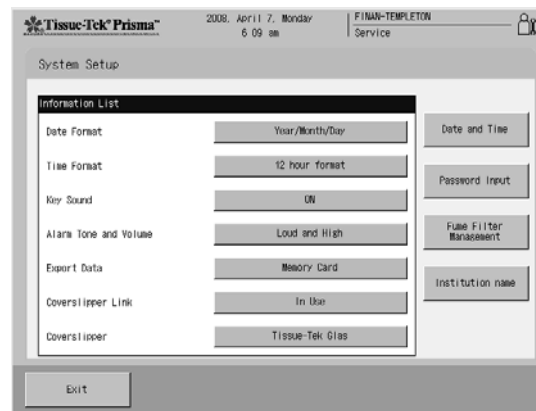 Tissue-Tek® Prisma™
2008, April 7, Monday
6 09 am
FINAN-TEMPLETON
Service
System Setup
Information List
Date Format
Year/Month/Day
Time Format
12 hour format
Key Sound
ON
Alarm Tone and Volume
Loud and High
Export Data
Memory Card
Coverslipper Link
In Use
Coverslipper
Tissue-Tek Glas
Date and Time
Password Input
Fume Filter
Management
Institution name
Exit